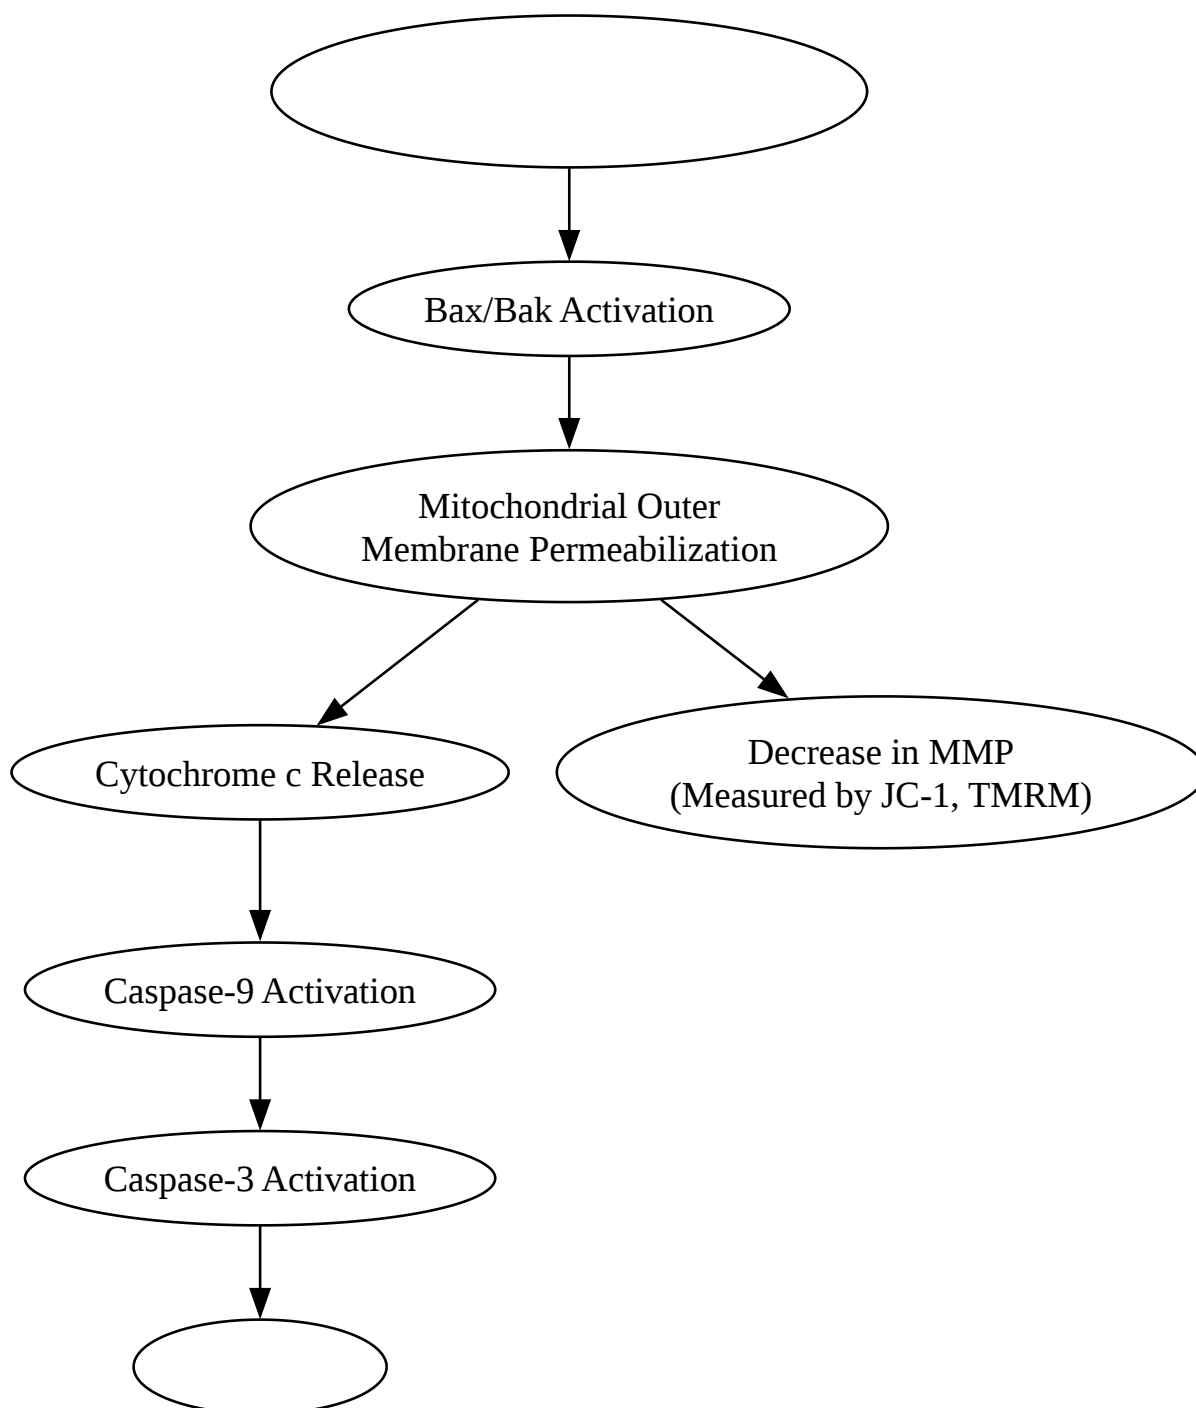 Bax/Bak Activation
Mitochondrial Outer
Membrane Permeabilization
Cytochrome c Release
Decrease in MMP
(Measured by JC-1, TMRM)
Caspase-9 Activation
Caspase-3 Activation